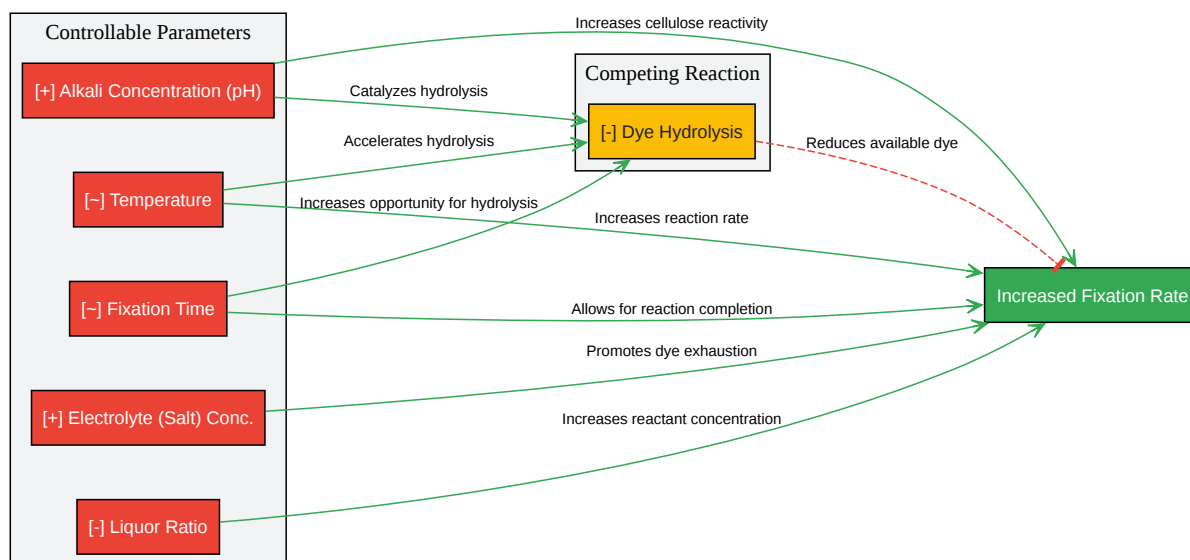 Controllable Parameters
[+] Alkali Concentration (pH)
[~] Temperature
[~] Fixation Time
[+] Electrolyte (Salt) Conc.
[-] Liquor Ratio
Increases cellulose reactivity
Competing Reaction
Catalyzes hydrolysis
[-] Dye Hydrolysis
Accelerates hydrolysis
Reduces available dye
Increases opportunity for hydrolysis
Increases reaction rate
Increased Fixation Rate
Allows for reaction completion
Promotes dye exhaustion
Increases reactant concentration